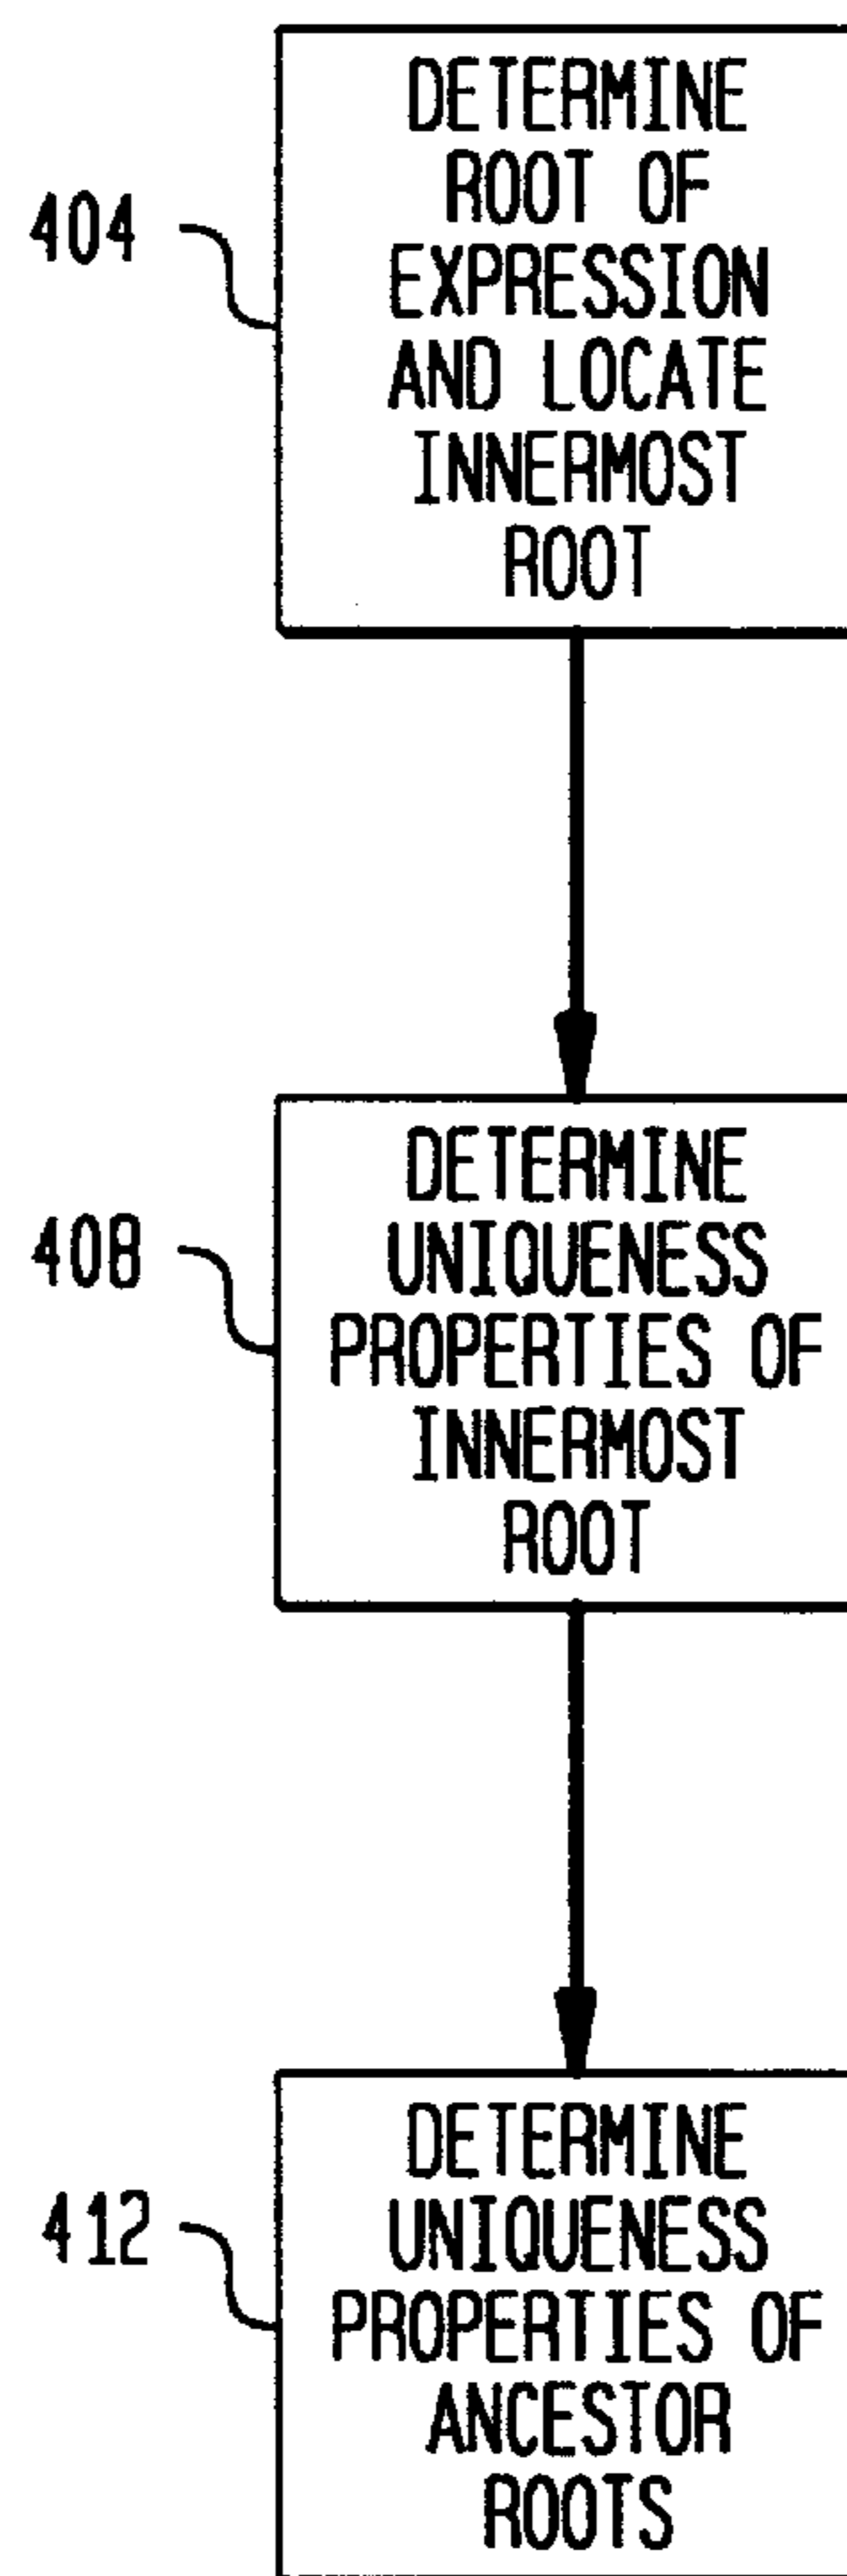 DETERMINE
ROOT OF
EXPRESSION
AND LOCATE
INNERMOST
ROOT
404
DETERMINE
UNIQUENESS
PROPERTIES OF
INNERMOST
ROOT
408
DETERMINE
UNIQUENESS
PROPERTIES OF
ANCESTOR
ROOTS
412